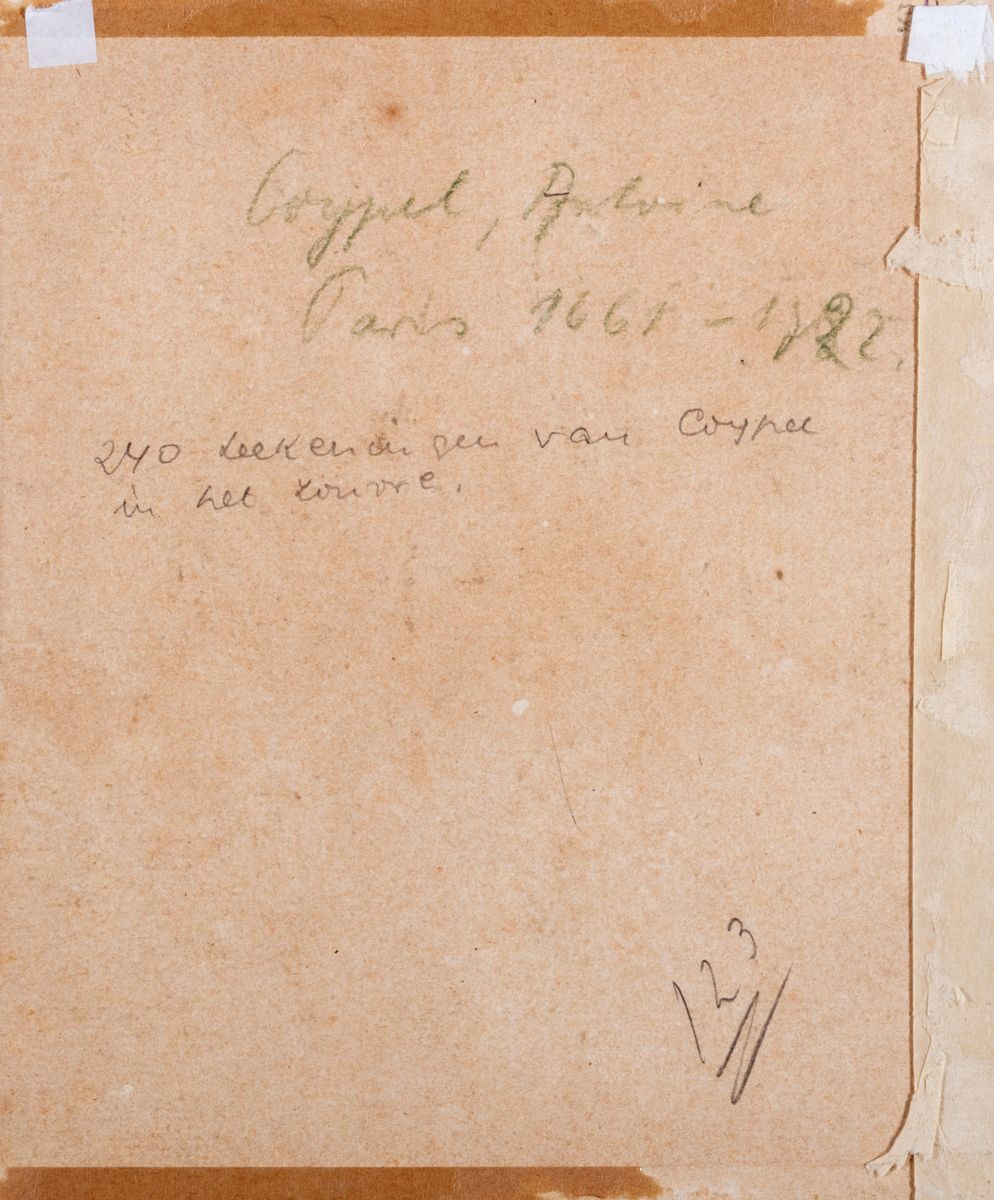 Coypel, Antoine
Paris 1661 - 1722.
240 teekeningen van Coypel
in het Louvre.
123